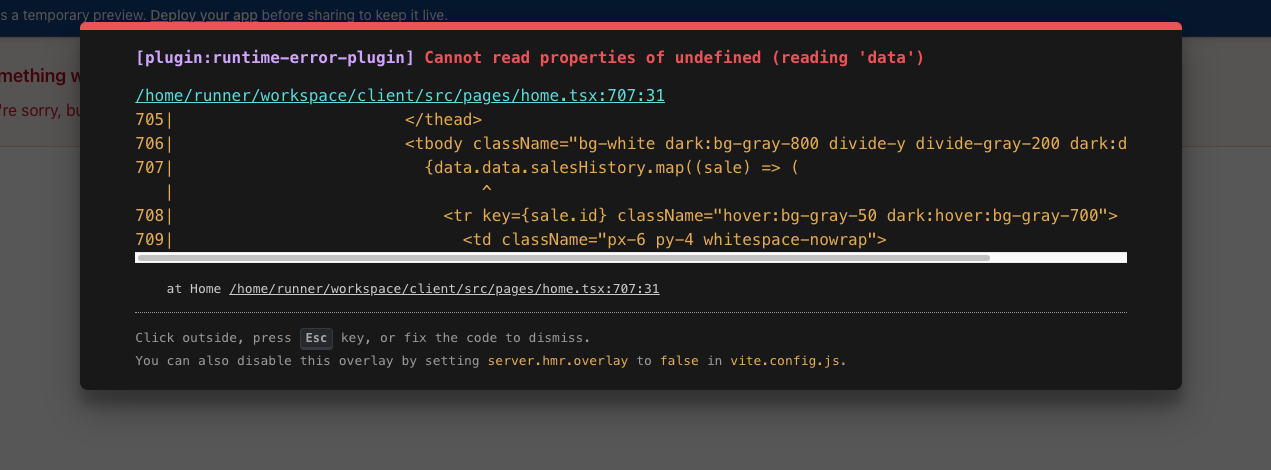 s a temporary preview. Deploy your app before sharing to keep it live.
mething w
're sorry, bu
[plugin:runtime-error-plugin] Cannot read properties of undefined (reading 'data')
/home/runner/workspace/client/src/pages/home.tsx:707:31
705|                        </thead>
706|                        <tbody className="bg-white dark:bg-gray-800 divide-y divide-gray-200 dark:d
707|                          {data.data.salesHistory.map((sale) => (
   |                                ^
708|                            <tr key={sale.id} className="hover:bg-gray-50 dark:hover:bg-gray-700">
709|                              <td className="px-6 py-4 whitespace-nowrap">
at Home /home/runner/workspace/client/src/pages/home.tsx:707:31
Click outside, press Esc key, or fix the code to dismiss.
You can also disable this overlay by setting server.hmr.overlay to false in vite.config.js.